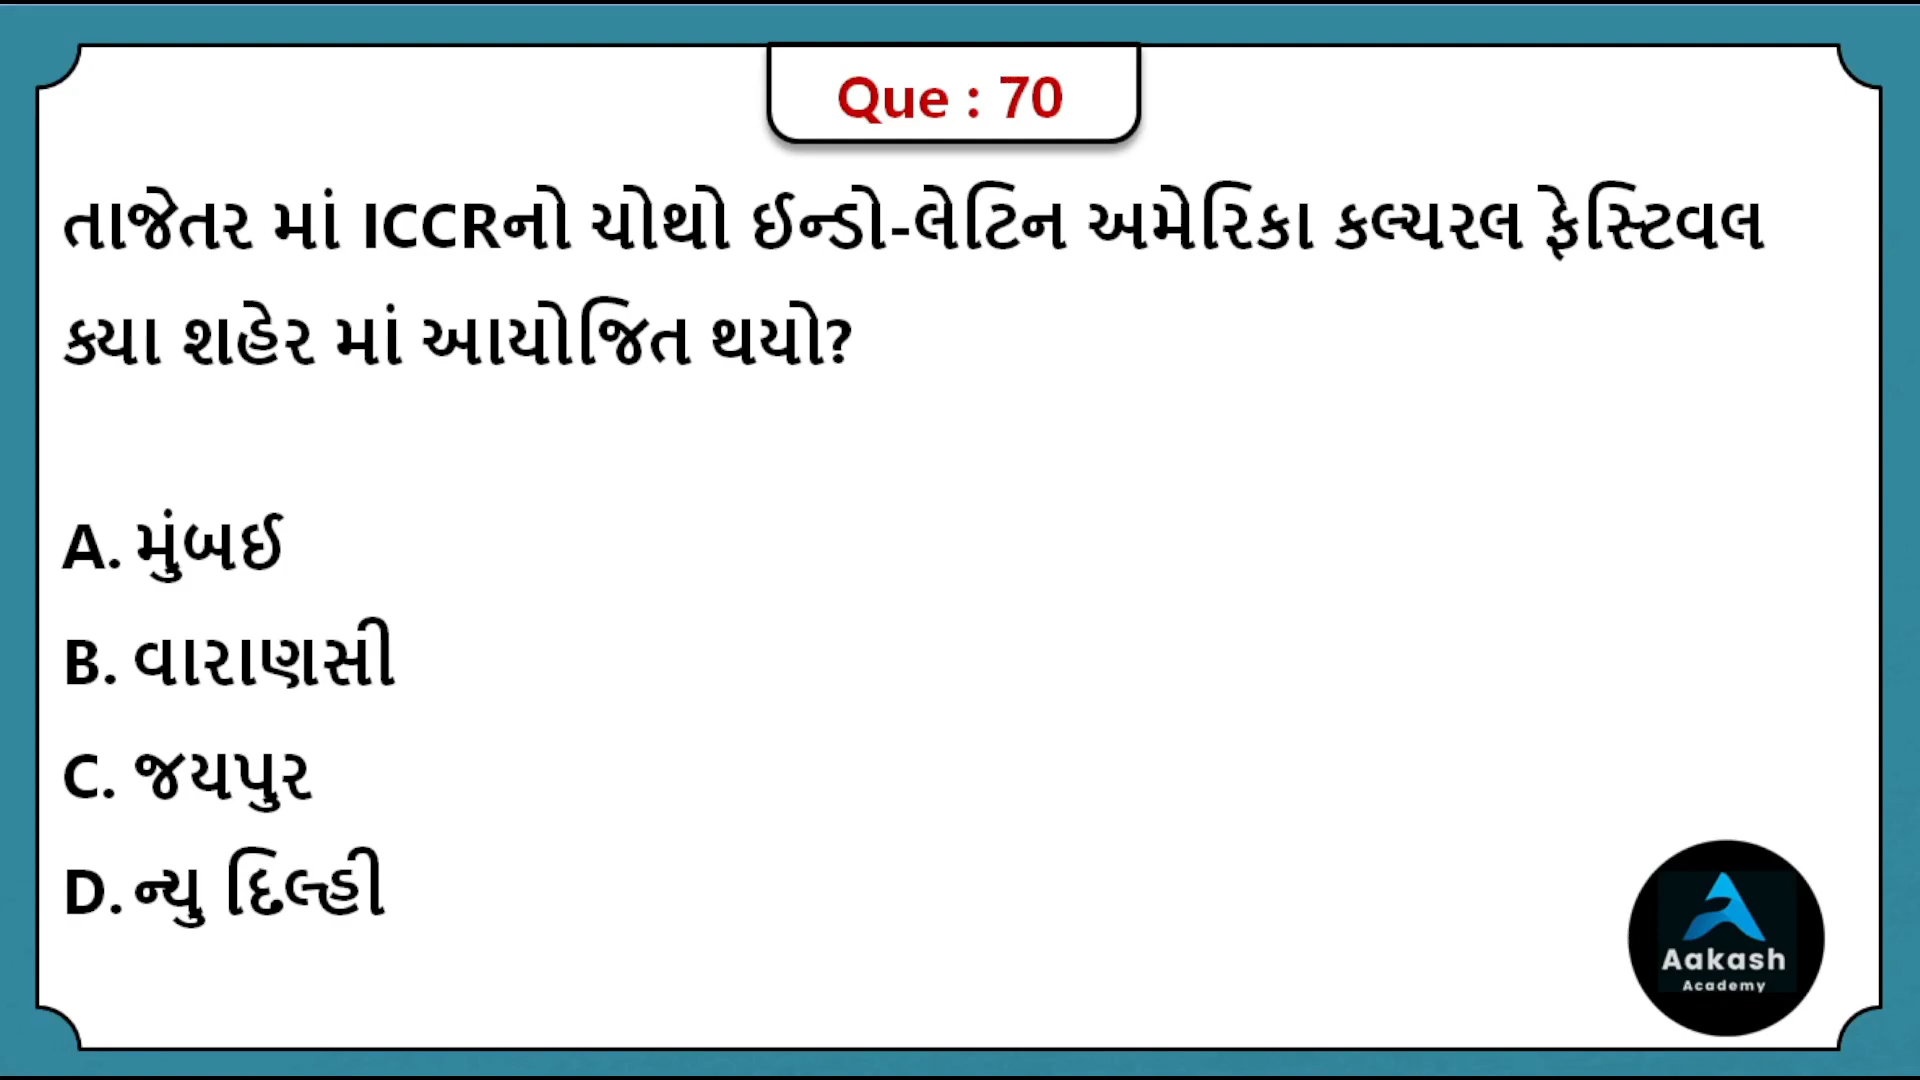 Que : 70
તાજેતર માં ICCRનો ચોથો ઈન્ડો-લેટિન અમેરિકા કલ્ચરલ ફેસ્ટિવલ
ક્યા શહેર માં આયોજિત થયો?
A. મુંબઈ
B. વારાણસી
C. જયપુર
D. ન્યુ દિલ્હી
Aakash
Academy